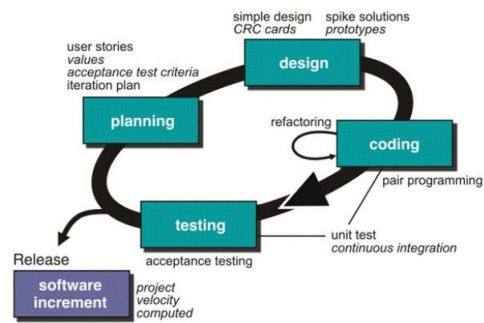 simple design
CRC cards
spike solutions
prototypes
user stories
values
acceptance test criteria
iteration plan
design
planning
refactoring
coding
pair programming
testing
unit test
continuous integration
acceptance testing
Release
software
increment
project
velocity
computed